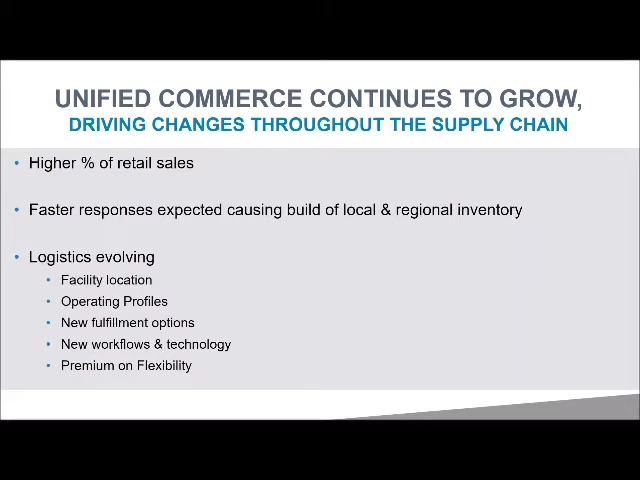 UNIFIED COMMERCE CONTINUES TO GROW,
DRIVING CHANGES THROUGHOUT THE SUPPLY CHAIN
• Higher % of retail sales
• Faster responses expected causing build of local & regional inventory
• Logistics evolving
• Facility location
• Operating Profiles
• New fulfillment options
• New workflows & technology
• Premium on Flexibility